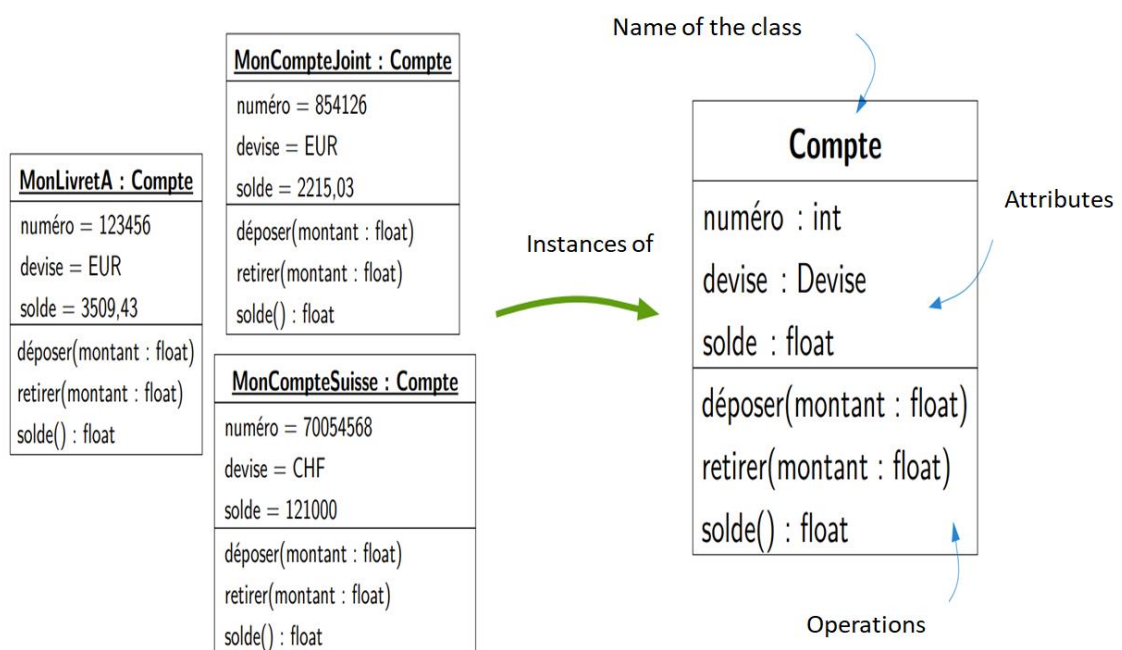 MonLivretA : Compte
numéro = 123456
devise = EUR
solde = 3509,43
déposer(montant : float)
retirer(montant : float)
solde() : float
MonCompteJoint : Compte
numéro = 854126
devise = EUR
solde = 2215,03
déposer(montant : float)
retirer(montant : float)
solde() : float
MonCompteSuisse : Compte
numéro = 70054568
devise = CHF
solde = 121000
déposer(montant : float)
retirer(montant : float)
solde() : float
Instances of
Name of the class
Compte
numéro : int
devise : Devise
solde : float
déposer(montant : float)
retirer(montant : float)
solde() : float
Attributes
Operations